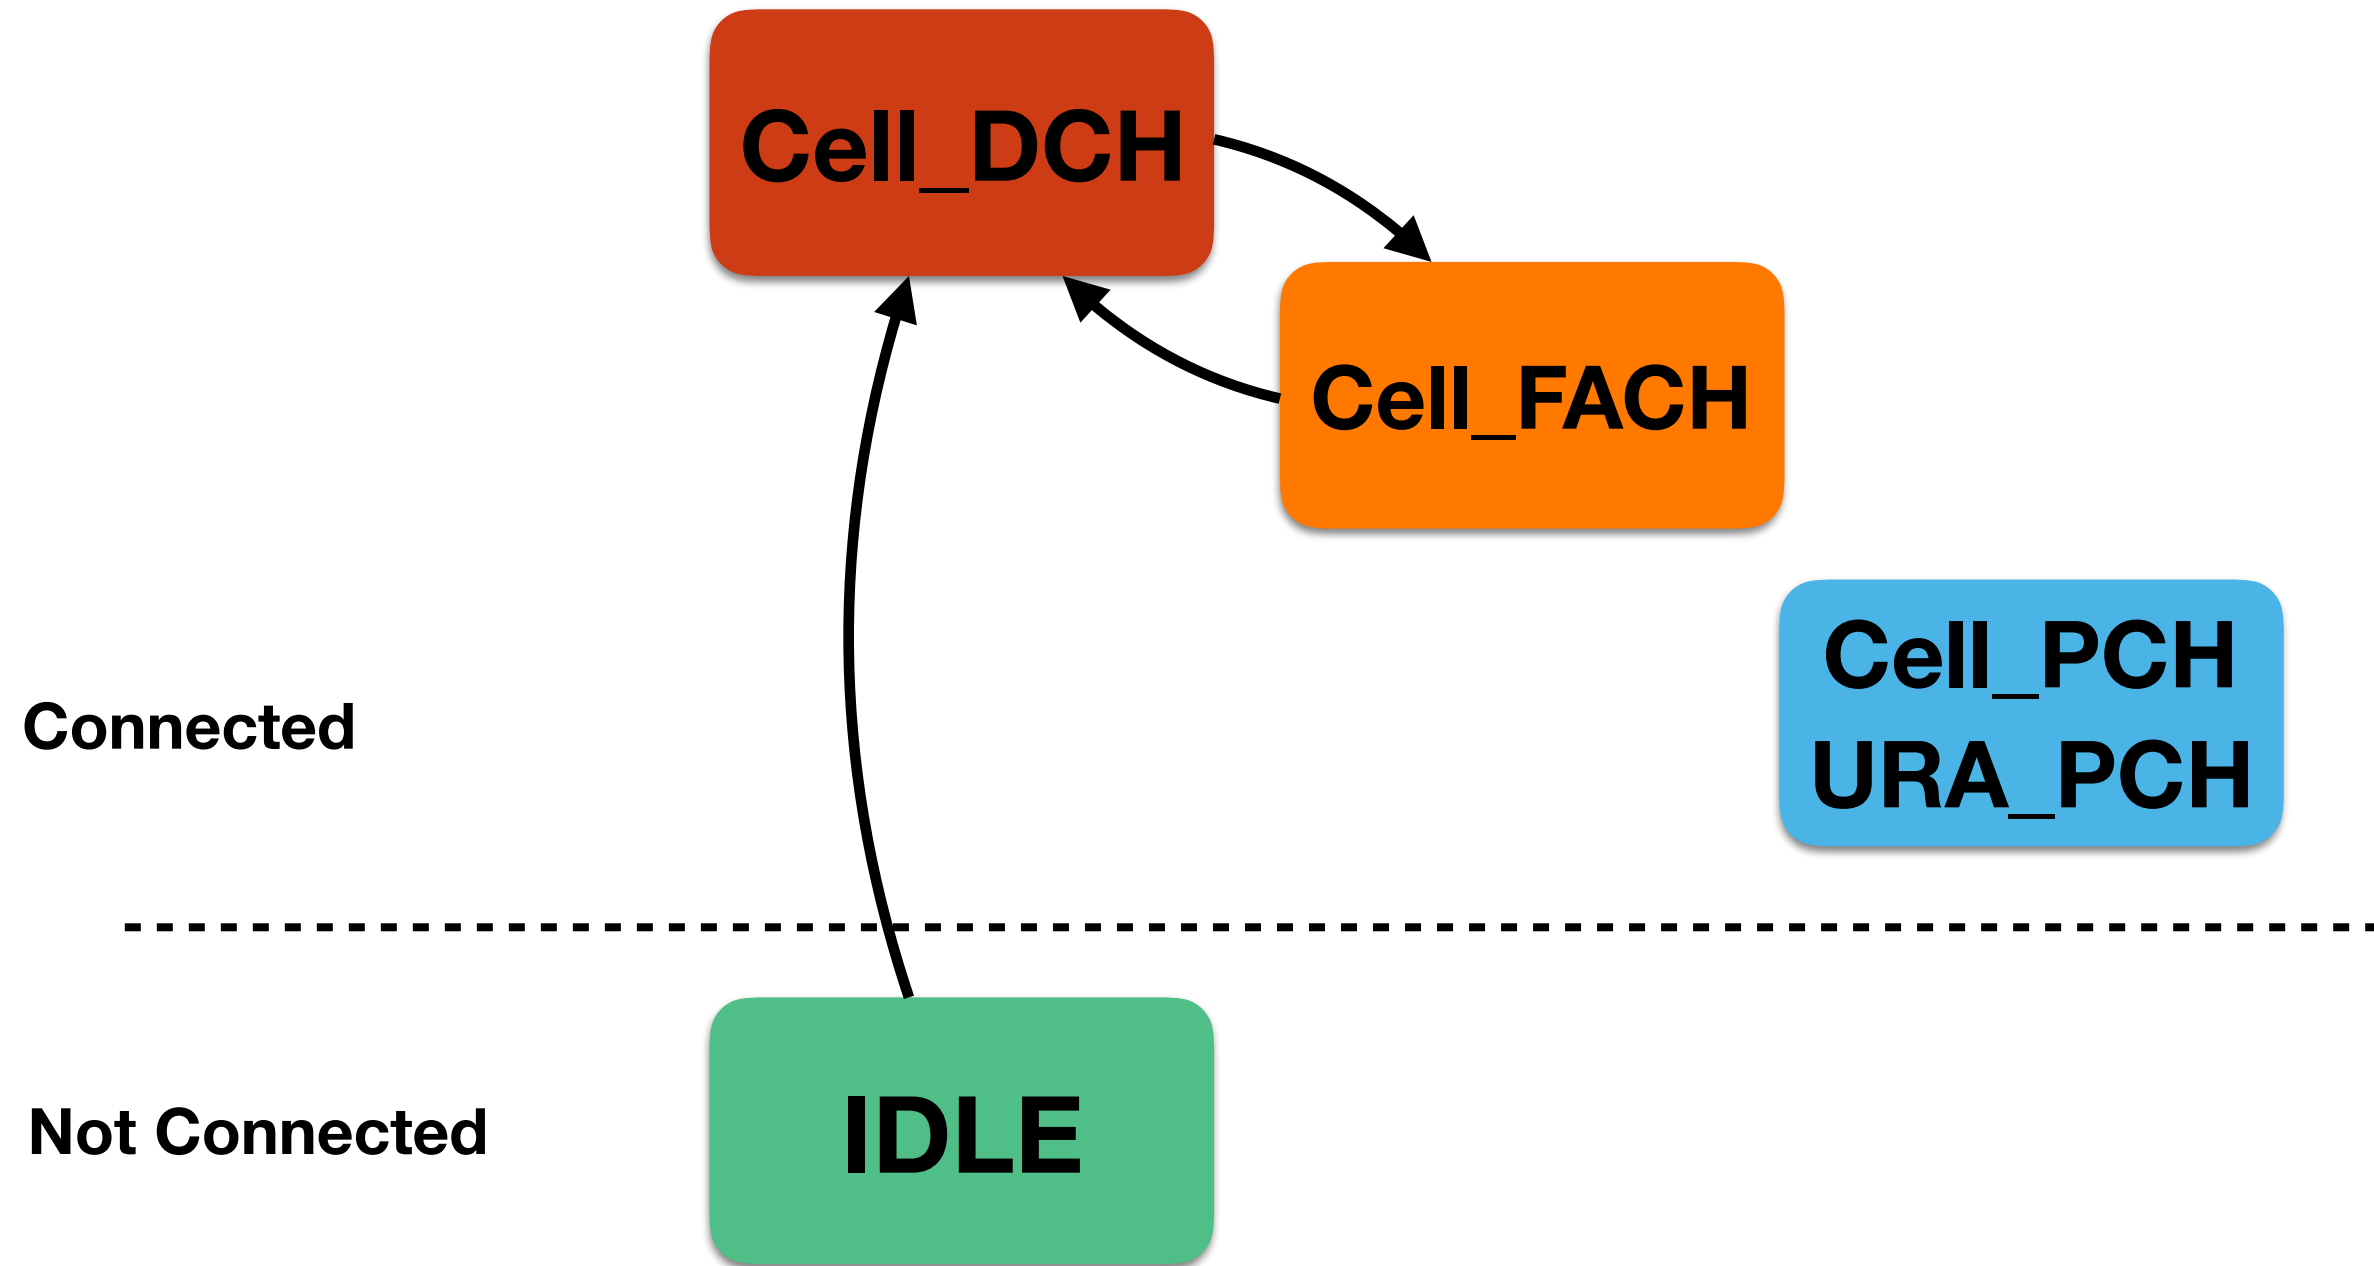 Cell_DCH
Cell_FACH
Cell_PCH
URA_PCH
Connected
Not Connected
IDLE